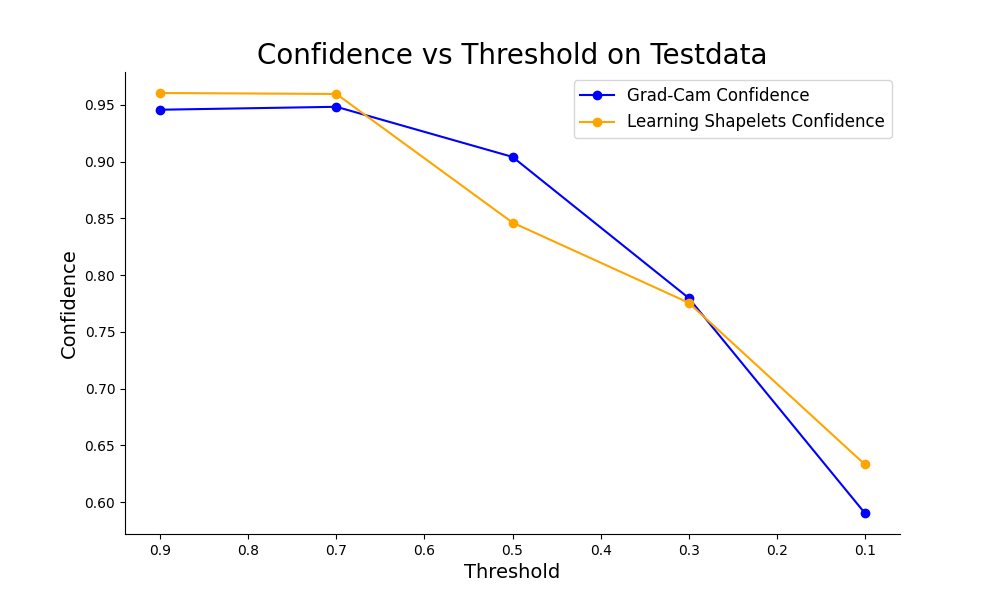 Confidence vs Threshold on Testdata
Grad-Cam Confidence
Learning Shapelets Confidence
Confidence
0.95
0.90
0.85
0.80
0.75
0.70
0.65
0.60
0.9 0.8 0.7 0.6 0.5 0.4 0.3 0.2 0.1
Threshold